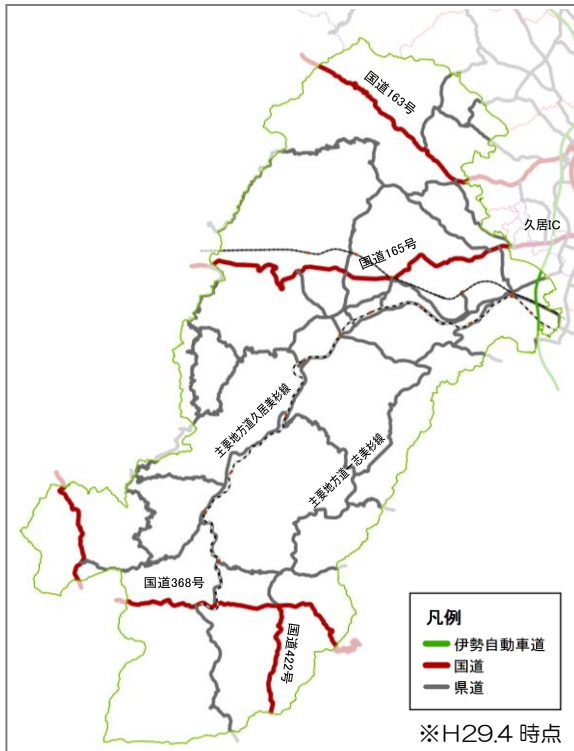 国道163号
久居IC
国道165号
主要地方道久居美杉線
主要地方道一志美杉線
国道368号
国道422号
凡例
伊勢自動車道
国道
県道
※H29.4 時点